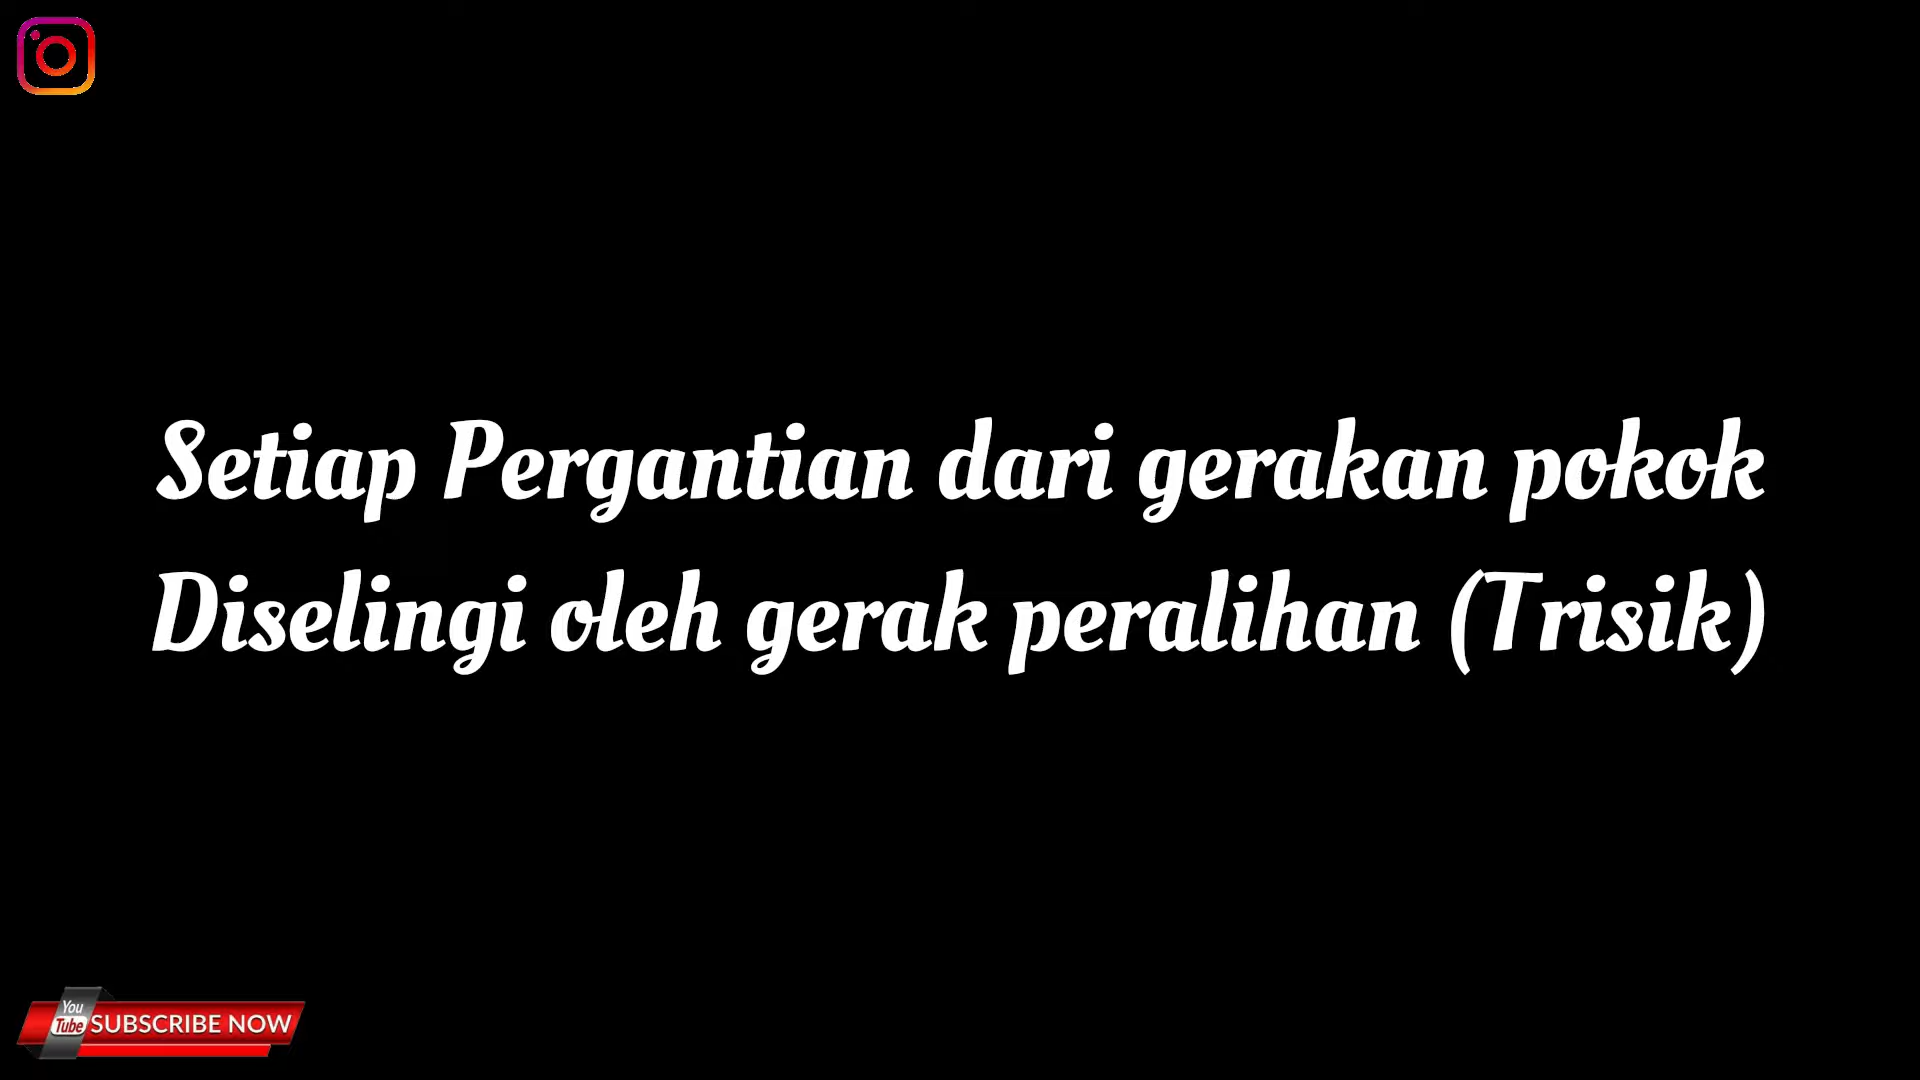 Setiap Pergantian dari gerakan pokok
Diselingi oleh gerak peralihan (Trisik)
You
Tube SUBSCRIBE NOW